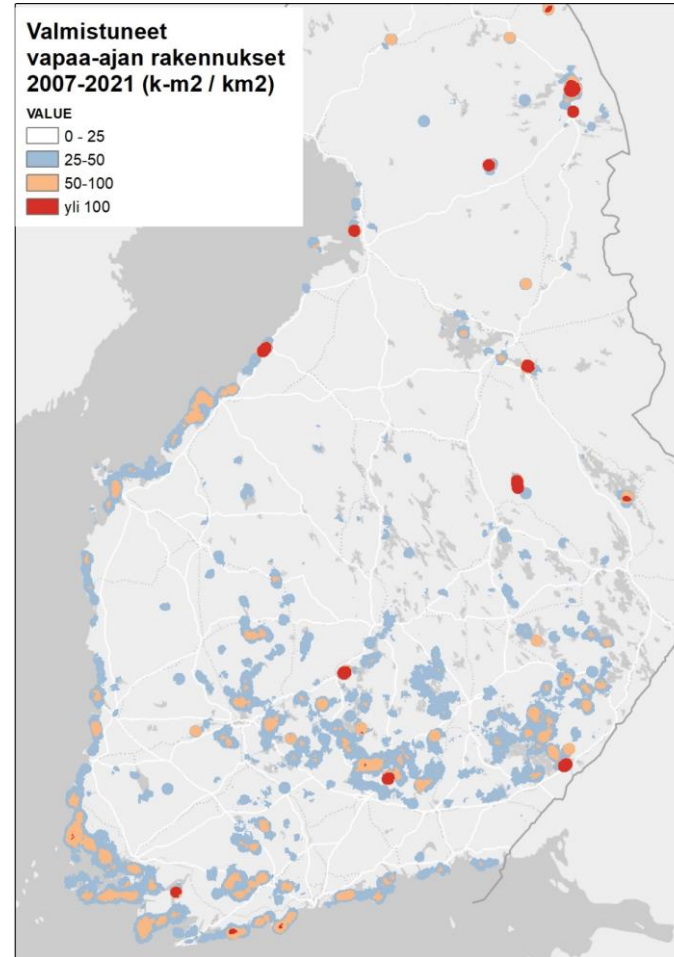 Valmistuneet
vapaa-ajan rakennukset
2007-2021 (k-m2 / km2)
VALUE
0 - 25
25-50
50-100
yli 100